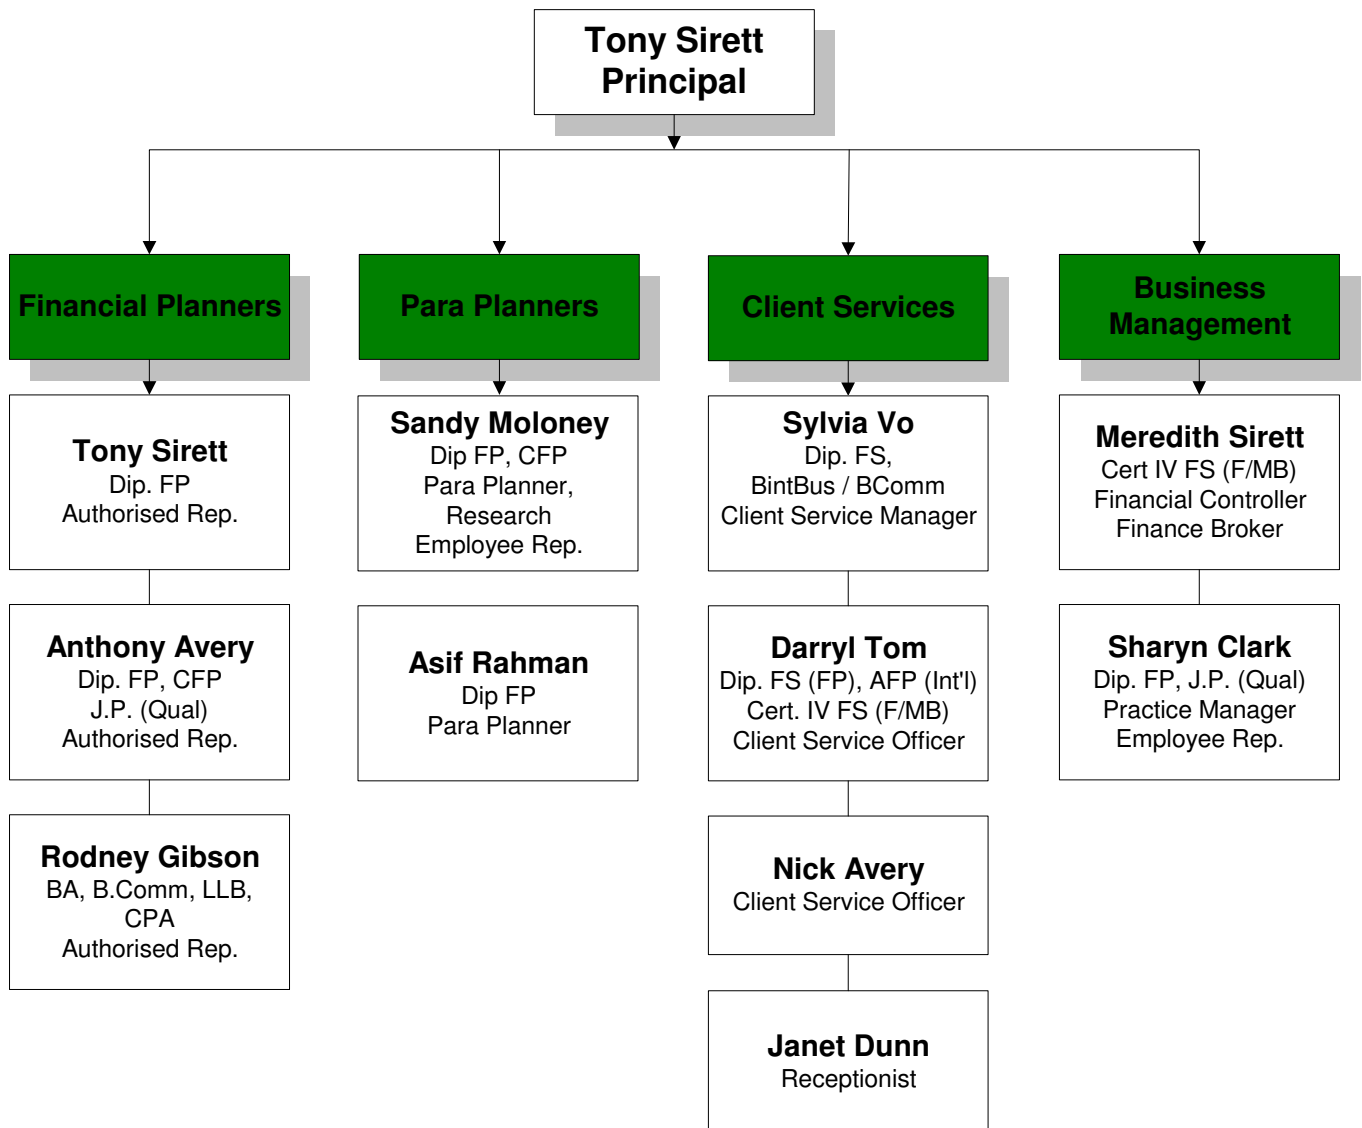 Tony Sirett
Principal
Financial Planners
Para Planners
Client Services
Business
Management
Tony Sirett
Dip. FP
Authorised Rep.
Anthony Avery
Dip. FP, CFP
J.P. (Qual)
Authorised Rep.
Rodney Gibson
BA, B.Comm, LLB,
CPA
Authorised Rep.
Sandy Moloney
Dip FP, CFP
Para Planner,
Research
Employee Rep.
Asif Rahman
Dip FP
Para Planner
Sylvia Vo
Dip. FS,
BintBus / BComm
Client Service Manager
Darryl Tom
Dip. FS (FP), AFP (Int'l)
Cert. IV FS (F/MB)
Client Service Officer
Nick Avery
Client Service Officer
Janet Dunn
Receptionist
Meredith Sirett
Cert IV FS (F/MB)
Financial Controller
Finance Broker
Sharyn Clark
Dip. FP, J.P. (Qual)
Practice Manager
Employee Rep.